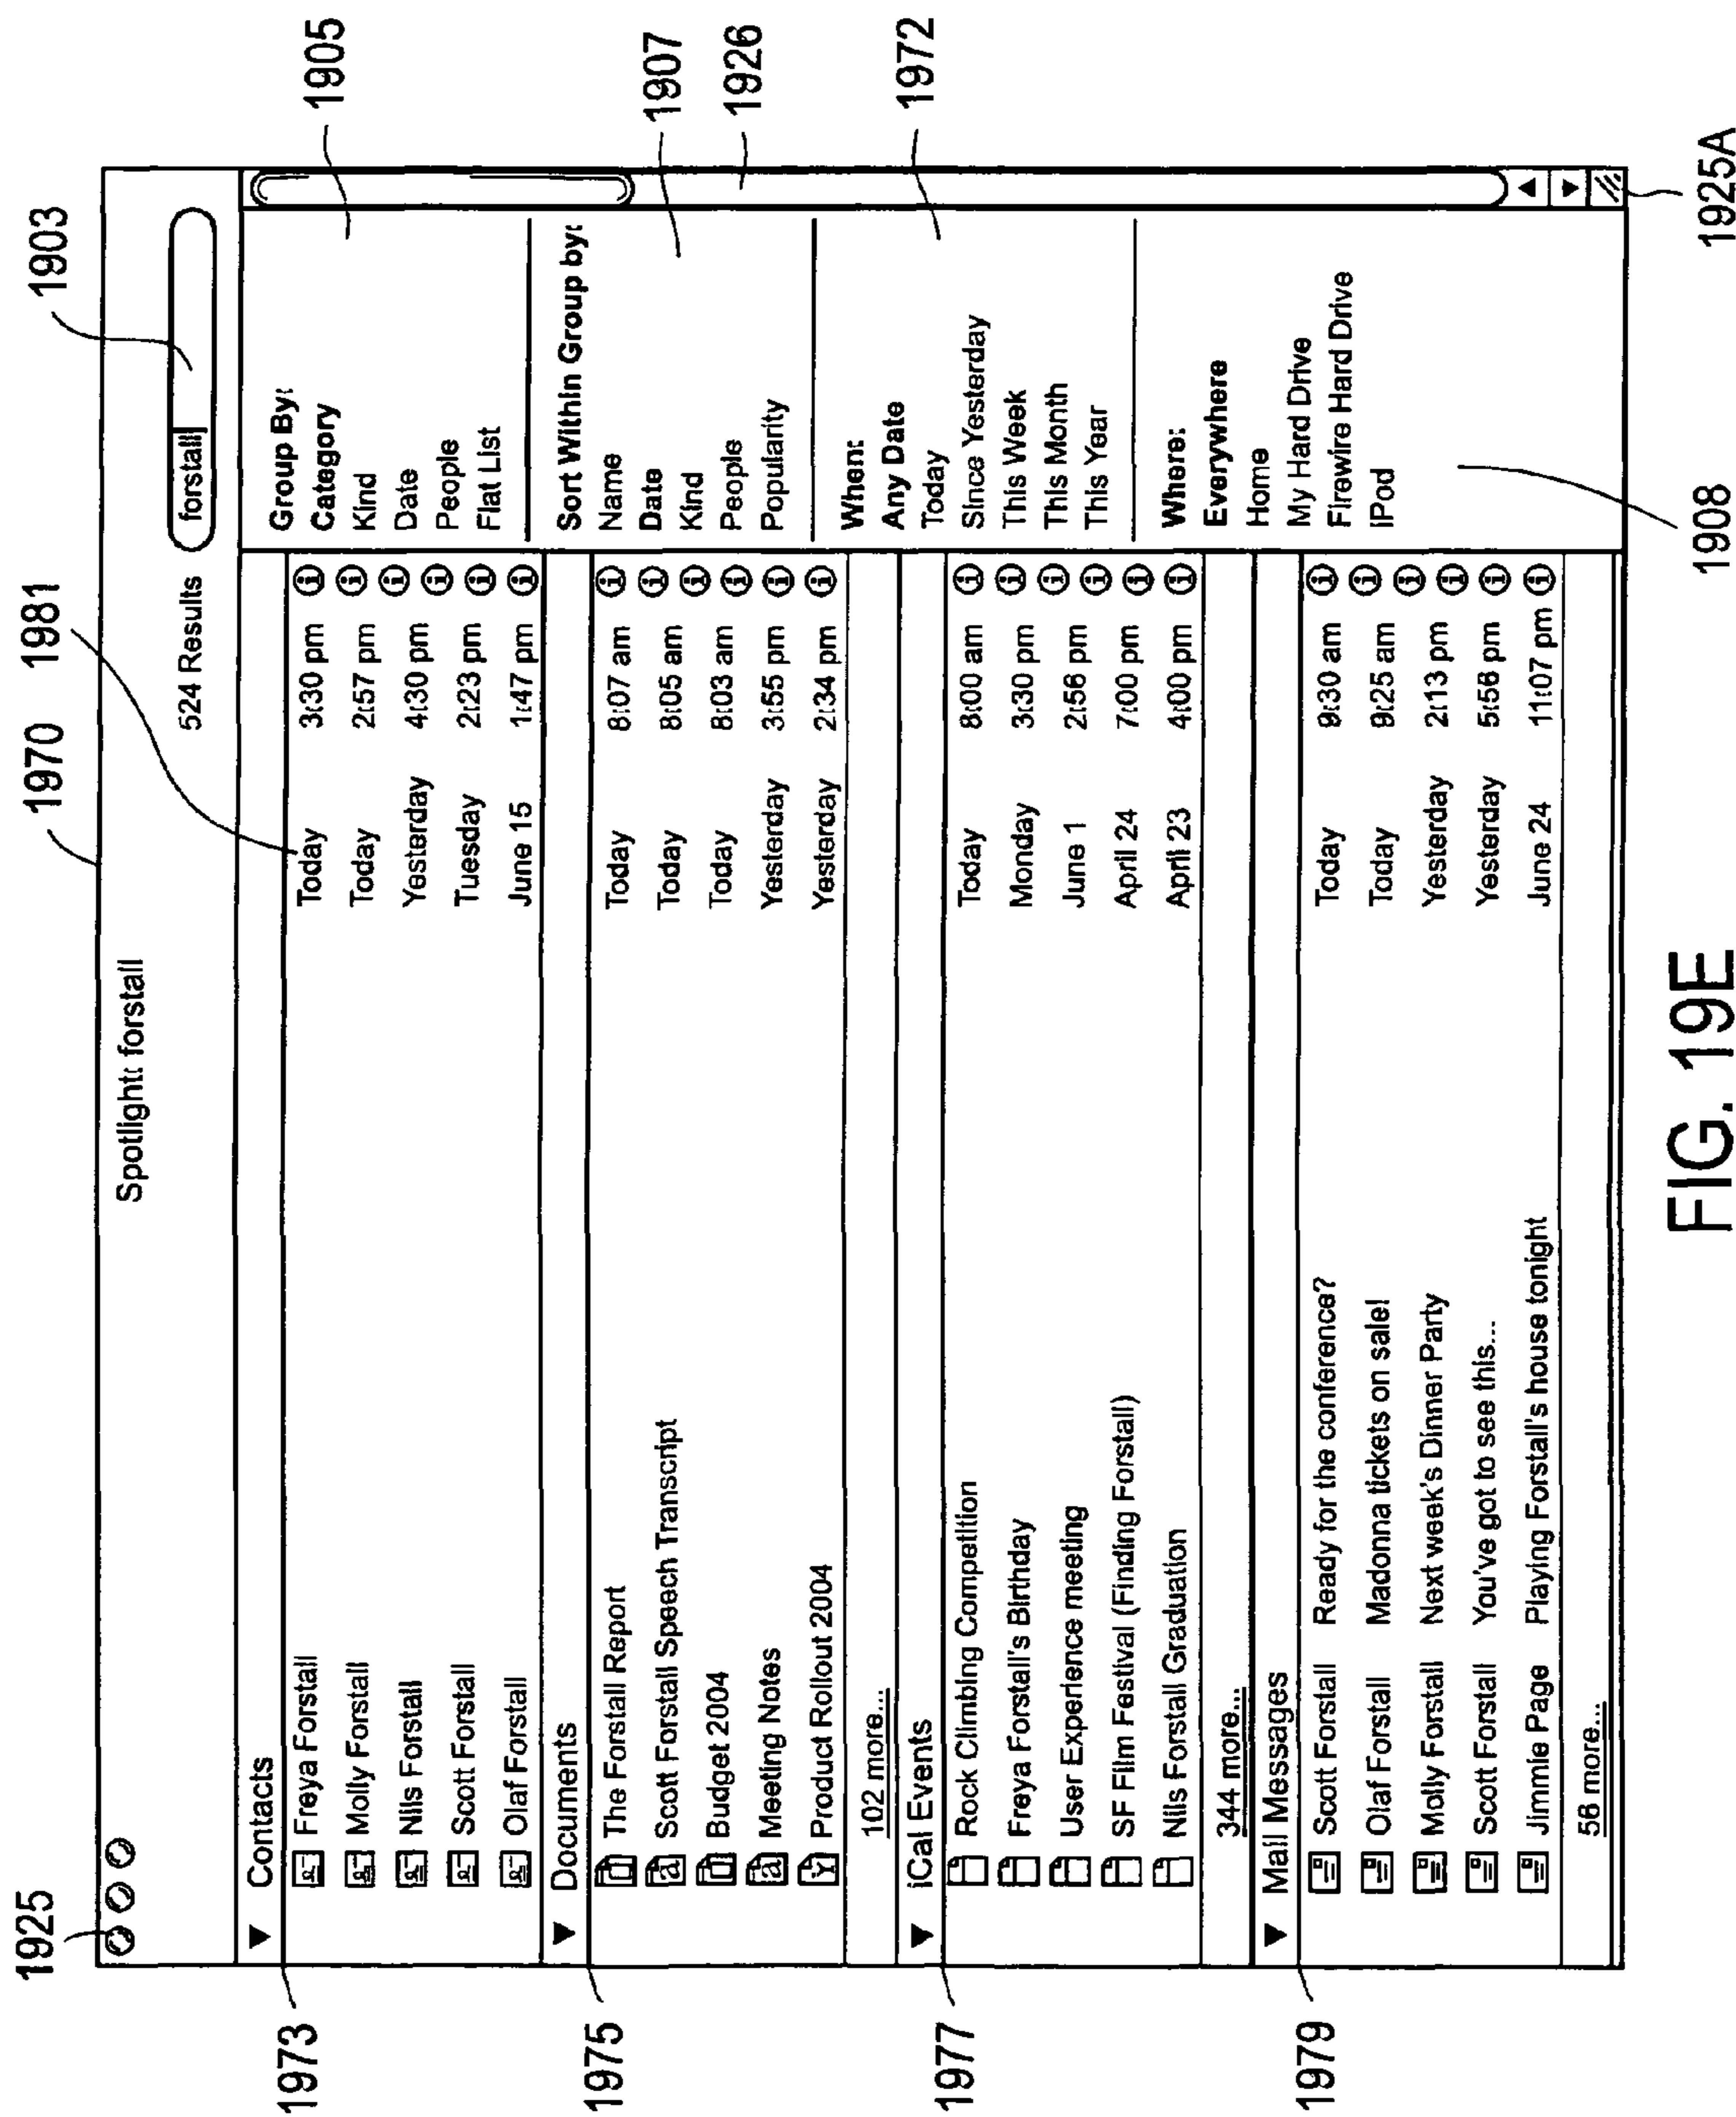 1970
1981
1903
1925
Spotlight: forstall
524 Results
forstall
1905
1973
Contacts
Freya Forstall Today 3:30 pm
Molly Forstall Today 2:57 pm
Nils Forstall Yesterday 4:30 pm
Scott Forstall Tuesday 2:23 pm
Olaf Forstall June 15 1:47 pm
Group By:
Category
Kind
Date
People
Flat List
1975
Documents
The Forstall Report Today 8:07 am
Scott Forstall Speech Transcript Today 8:05 am
Budget 2004 Today 8:03 am
Meeting Notes Yesterday 3:55 pm
Product Rollout 2004 Yesterday 2:34 pm
102 more...
Sort Within Group by:
Name
Date
Kind
People
Popularity
1907
1926
1977
iCal Events
Rock Climbing Competition Today 8:00 am
Freya Forstall's Birthday Monday 3:30 pm
User Experience meeting June 1 2:56 pm
SF Film Festival (Finding Forstall) April 24 7:00 pm
Nils Forstall Graduation April 23 4:00 pm
344 more...
When:
Any Date
Today
Since Yesterday
This Week
This Month
This Year
1972
1979
Mail Messages
Scott Forstall Ready for the conference? Today 9:30 am
Olaf Forstall Madonna tickets on sale! Today 9:25 am
Molly Forstall Next week's Dinner Party Yesterday 2:13 pm
Scott Forstall You've got to see this... Yesterday 5:56 pm
Jimmie Page Playing Forstall's house tonight June 24 11:07 pm
56 more...
Where:
Everywhere
Home
My Hard Drive
Firewire Hard Drive
iPod
1908
1925A
FIG. 19E